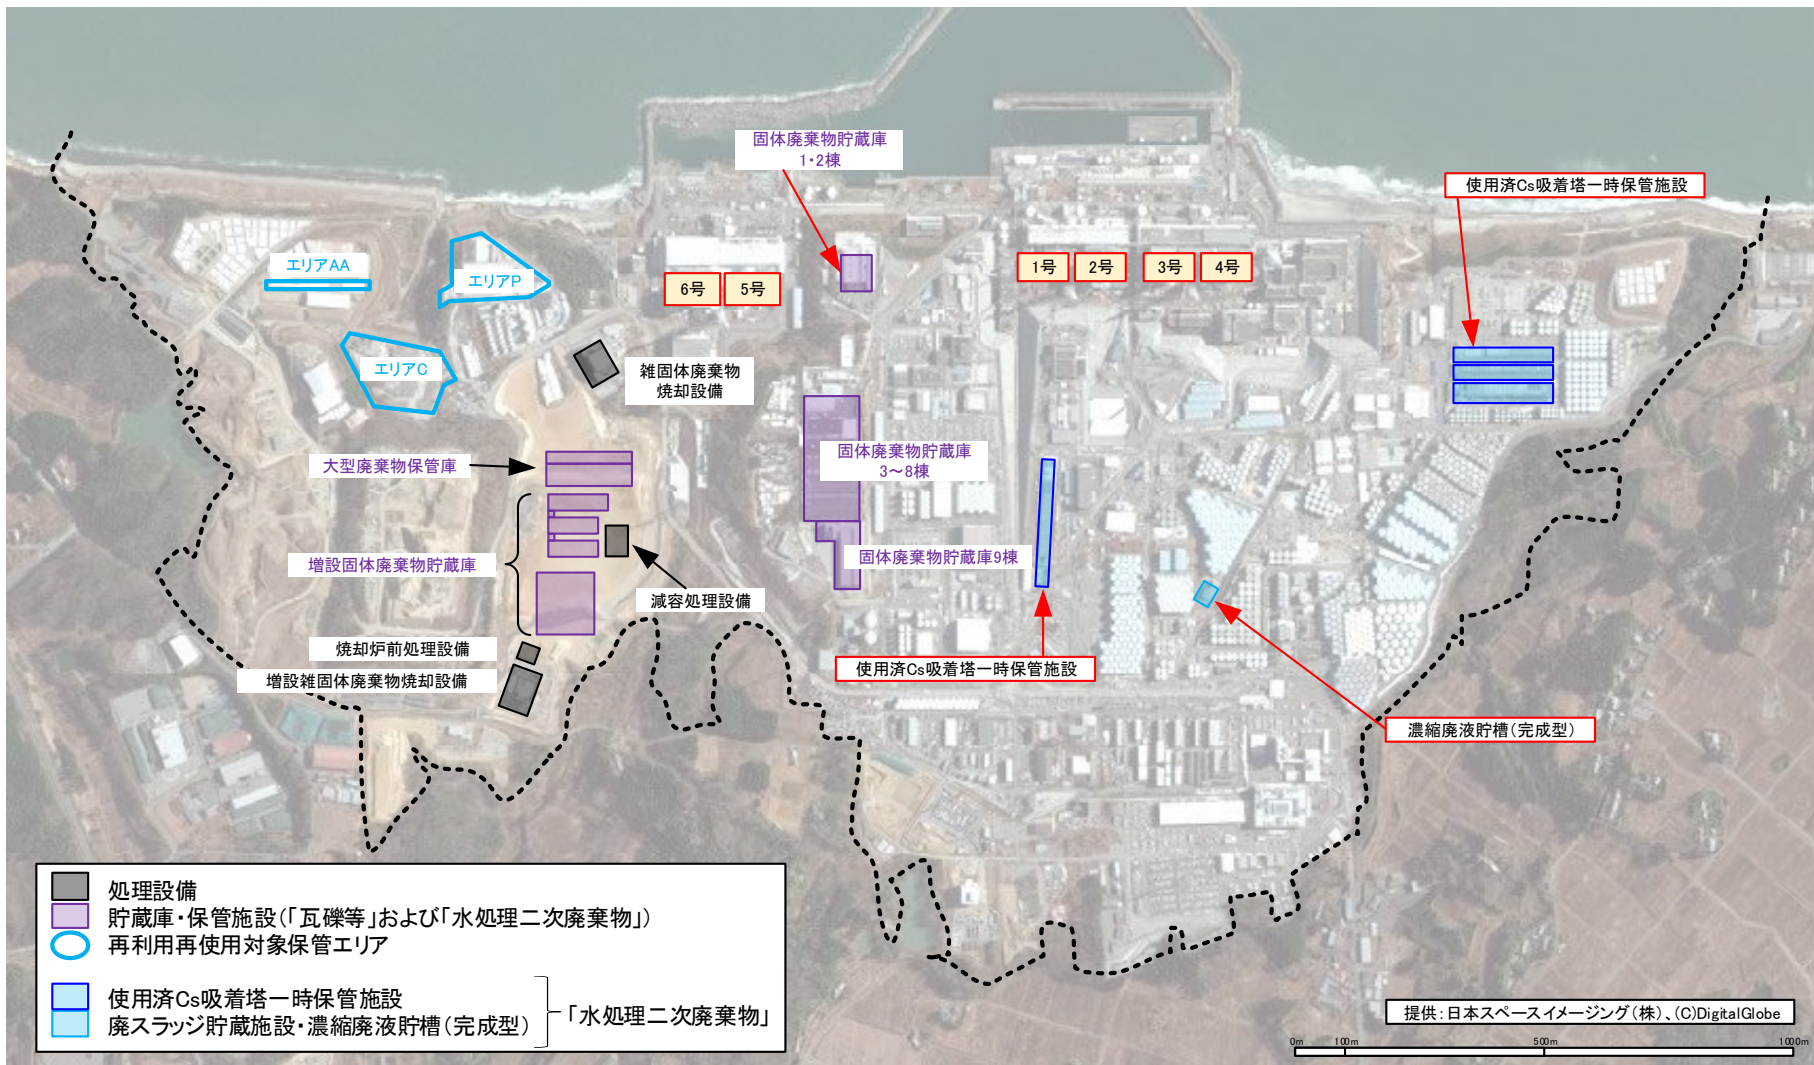 固体廃棄物貯蔵庫
1・2棟
使用済Cs吸着塔一時保管施設
エリアAA
エリアP
6号
5号
1号
2号
3号
4号
エリアC
雑固体廃棄物
焼却設備
大型廃棄物保管庫
固体廃棄物貯蔵庫
3～8棟
増設固体廃棄物貯蔵庫
固体廃棄物貯蔵庫9棟
減容処理設備
焼却炉前処理設備
使用済Cs吸着塔一時保管施設
増設雑固体廃棄物焼却設備
濃縮廃液貯槽(完成型)
処理設備
貯蔵庫・保管施設(「瓦礫等」および「水処理二次廃棄物」)
再利用再使用対象保管エリア
使用済Cs吸着塔一時保管施設
廃スラッジ貯蔵施設・濃縮廃液貯槽(完成型)
「水処理二次廃棄物」
提供:日本スペースイメージング(株)、(C)DigitalGlobe
0m 100m 500m 1000m